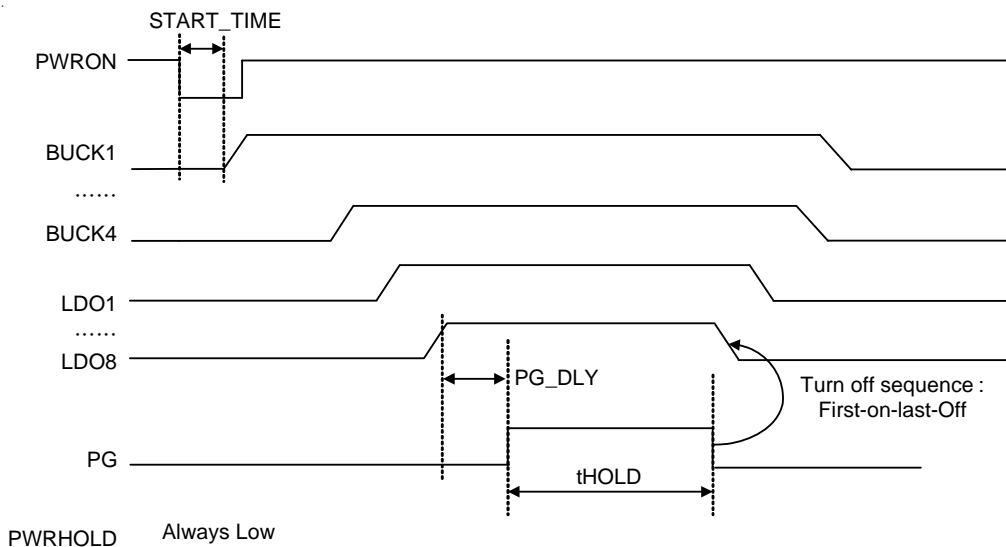 START_TIME
PWRON
BUCK1
……
BUCK4
LDO1
……
LDO8
PG_DLY
Turn off sequence :
First-on-last-Off
PG
tHOLD
PWRHOLD Always Low